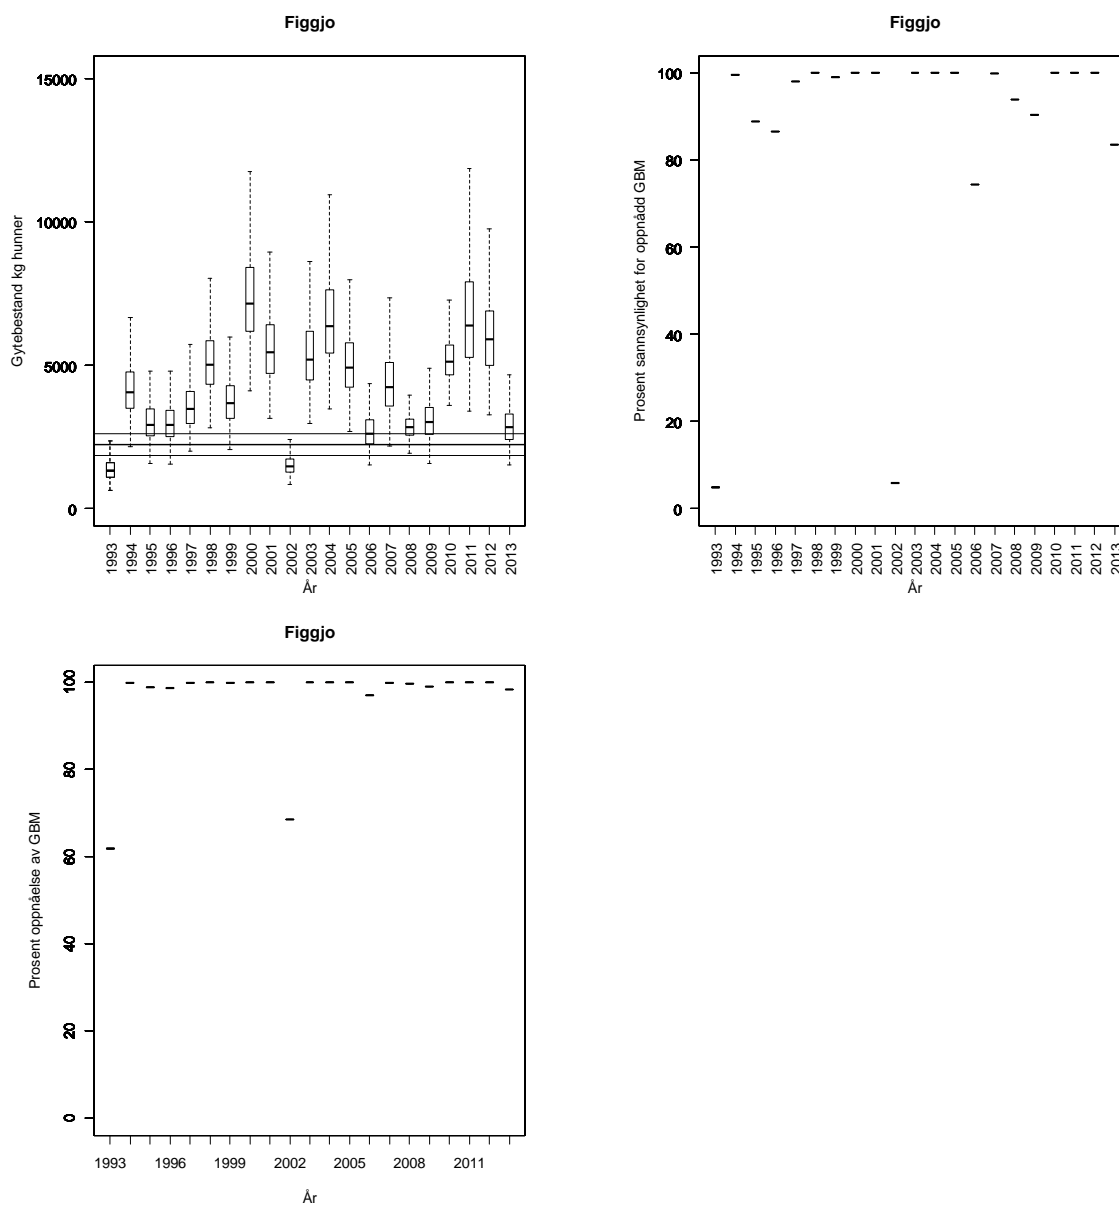 Figgjo
Gytebestand kg hunner
15000
10000
5000
0
1993 1994 1995 1996 1997 1998 1999 2000 2001 2002 2003 2004 2005 2006 2007 2008 2009 2010 2011 2012 2013
År
Figgjo
Prosent sannsynlighet for oppnådd GBM
100
80
60
40
20
0
1993 1994 1995 1996 1997 1998 1999 2000 2001 2002 2003 2004 2005 2006 2007 2008 2009 2010 2011 2012 2013
År
Figgjo
Prosent oppnåelse av GBM
100
80
60
40
20
0
1993 1996 1999 2002 2005 2008 2011
År